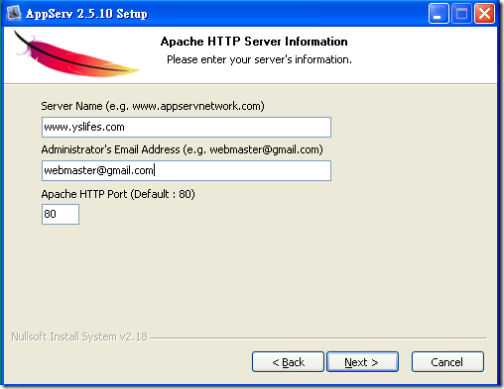 AppServ 2.5.10 Setup
Apache HTTP Server Information
Please enter your server's information.
Server Name (e.g. www.appservnetwork.com)
www.yslifes.com
Administrator's Email Address (e.g. webmaster@gmail.com)
webmaster@gmail.com
Apache HTTP Port (Default : 80)
80
Nullsoft Install System v2.18
< Back Next > Cancel